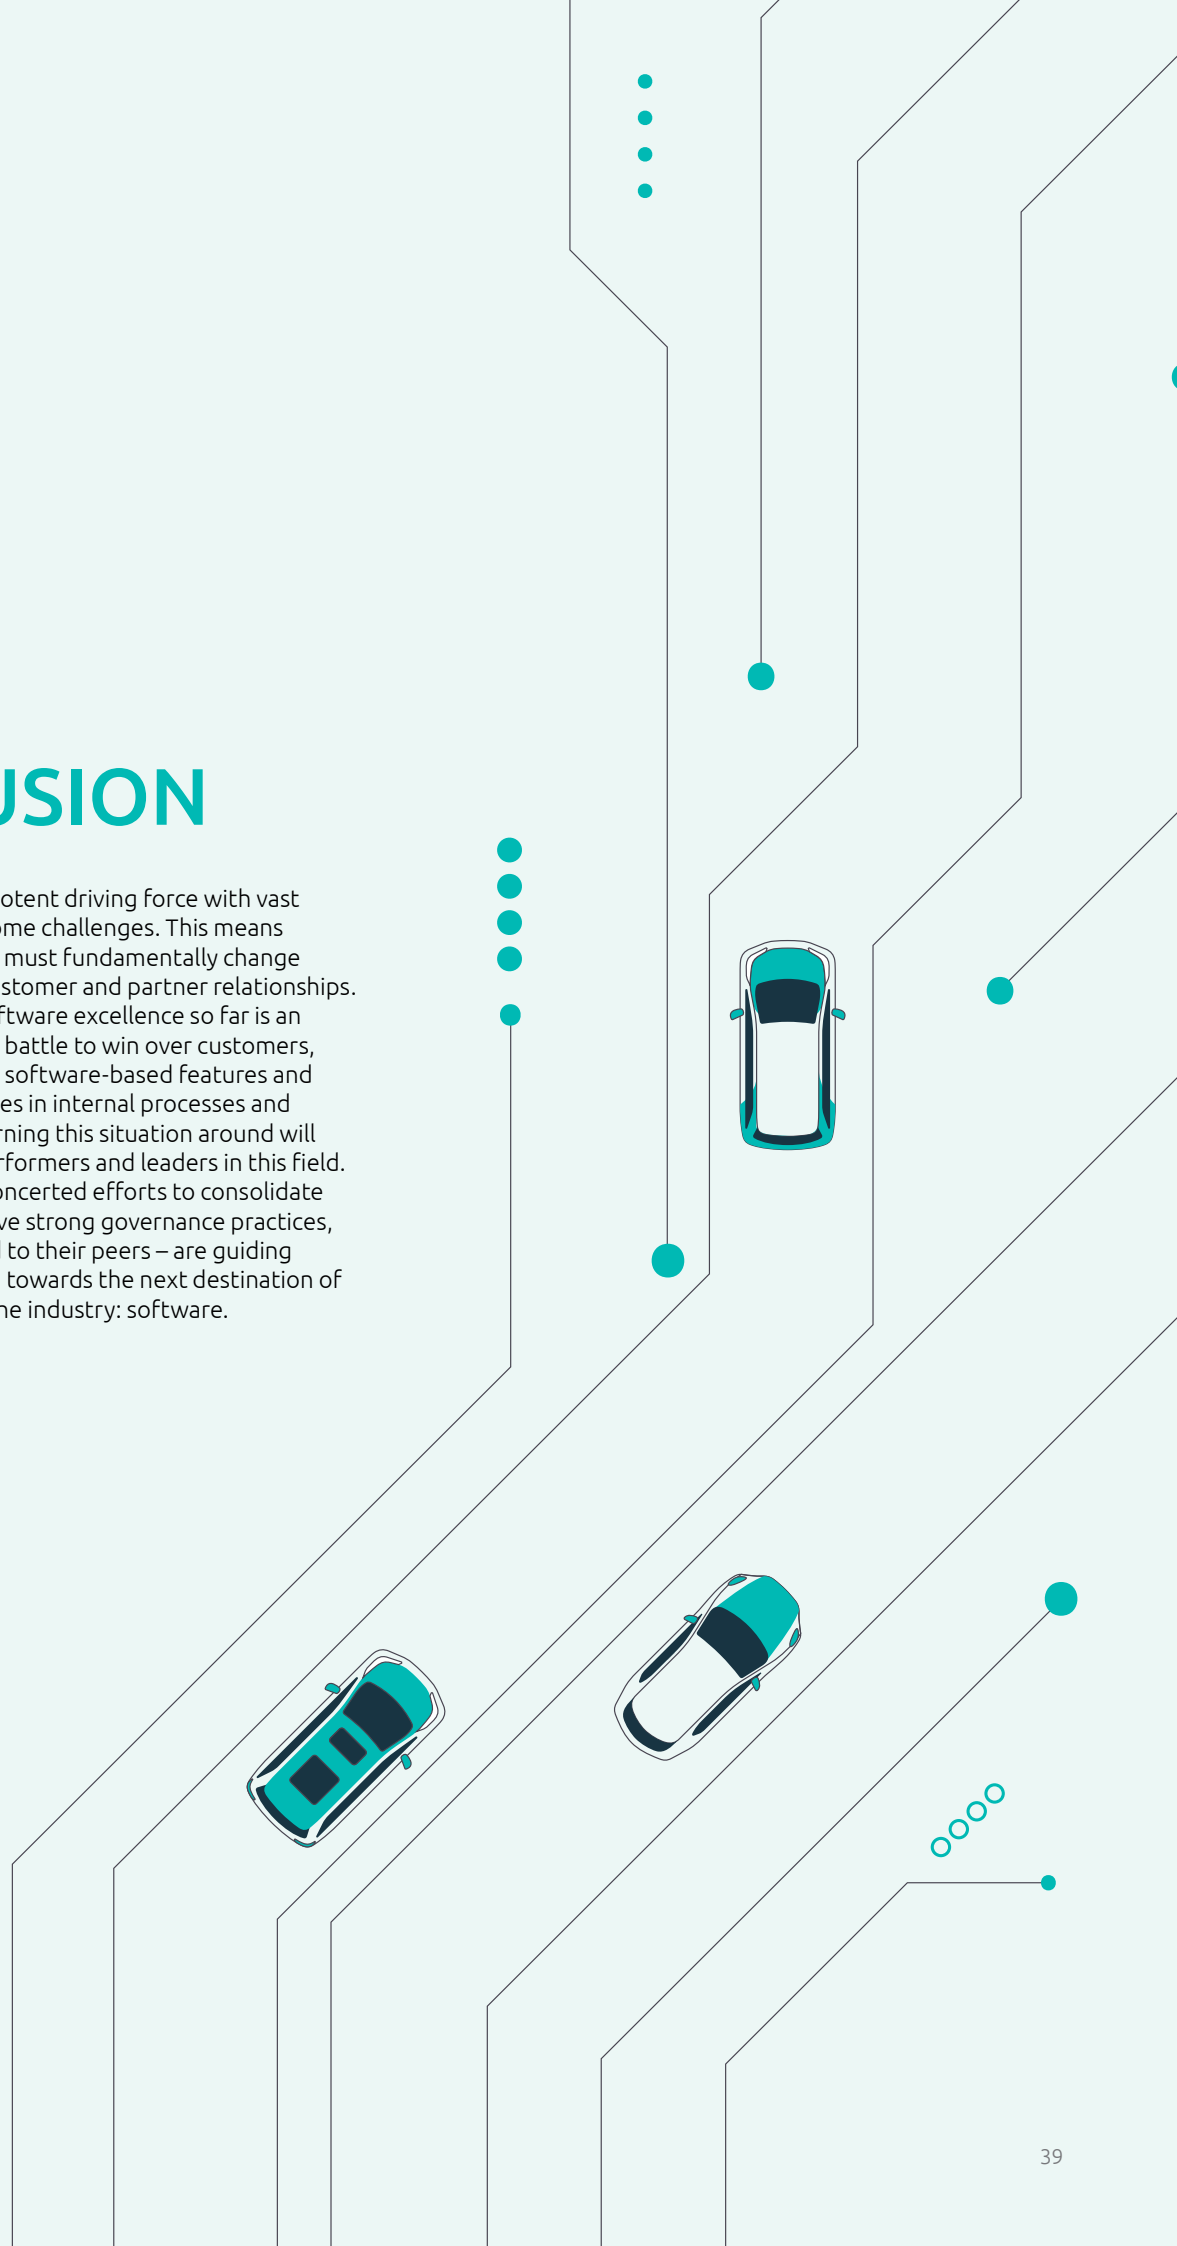 USION
otent driving force with vast
ome challenges. This means
must fundamentally change
stomer and partner relationships.
ftware excellence so far is an
battle to win over customers,
software-based features and
es in internal processes and
rning this situation around will
rformers and leaders in this field.
oncerted efforts to consolidate
ve strong governance practices,
to their peers – are guiding
towards the next destination of
he industry: software.
39